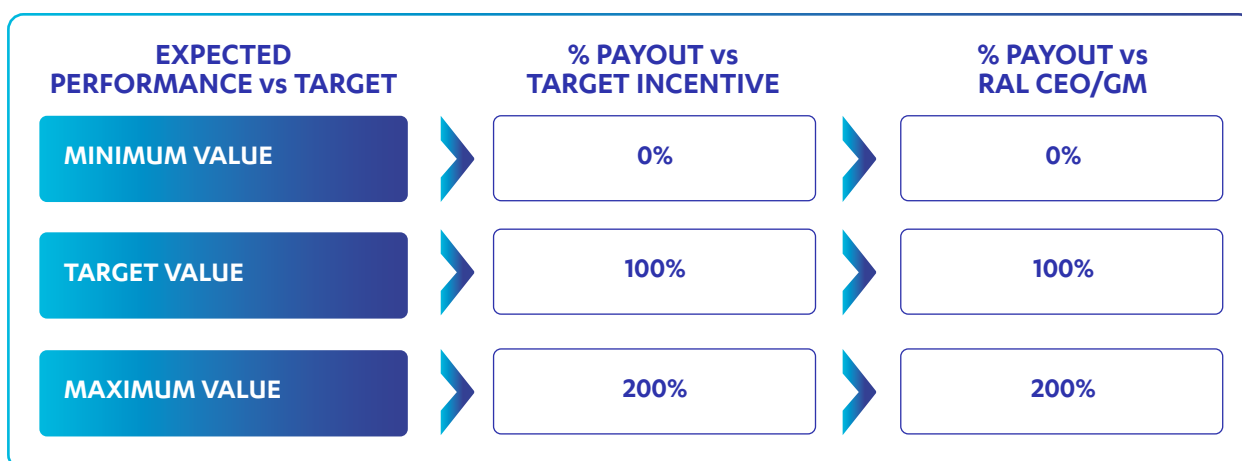 EXPECTED
PERFORMANCE vs TARGET
% PAYOUT vs
TARGET INCENTIVE
% PAYOUT vs
RAL CEO/GM
MINIMUM VALUE
0%
0%
TARGET VALUE
100%
100%
MAXIMUM VALUE
200%
200%